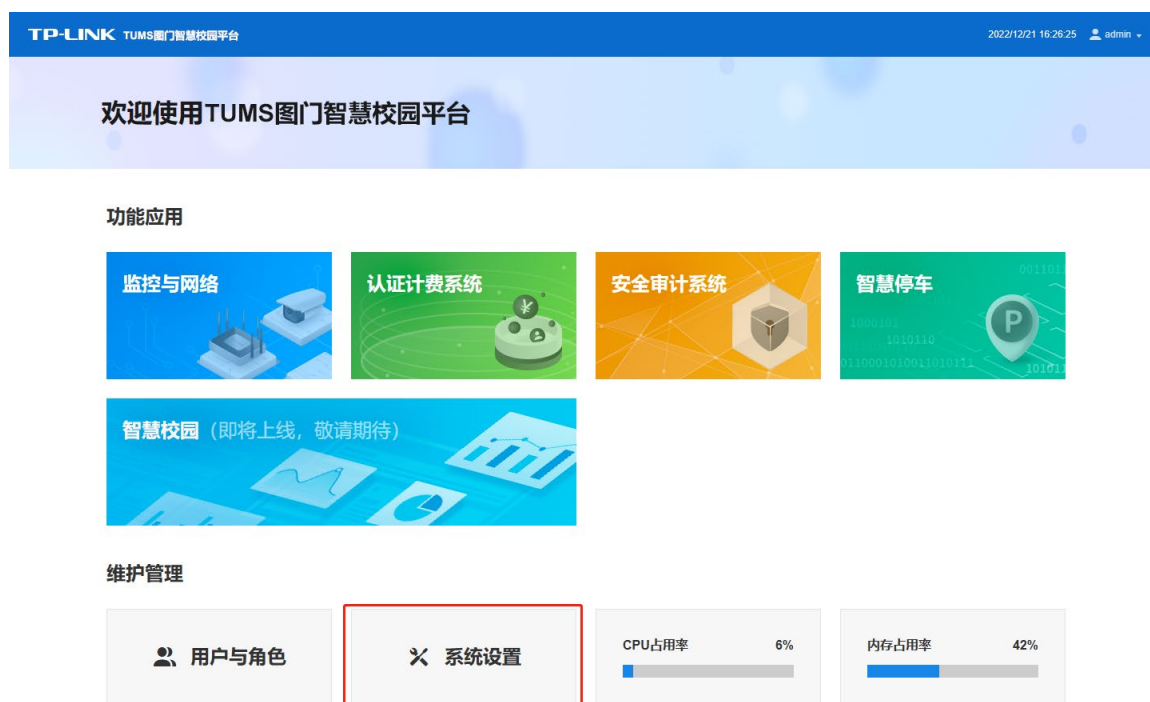 TP-LINK TUMS图门智慧校园平台 2022/12/21 16:26:25 admin
欢迎使用TUMS图门智慧校园平台
功能应用
监控与网络 认证计费系统 安全审计系统 智慧停车
001101
1000101
1010110
P
0110001010011010111
101011
智慧校园（即将上线，敬请期待）
维护管理
用户与角色 系统设置 CPU占用率 6% 内存占用率 42%